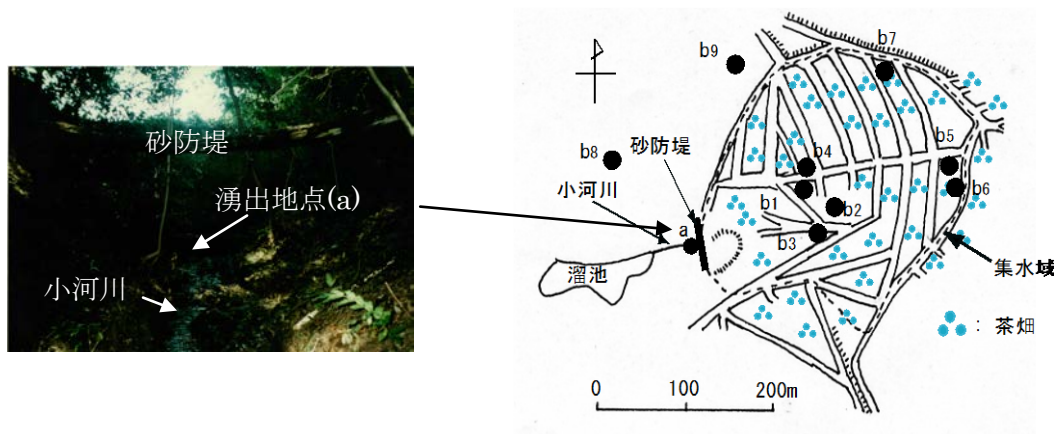 砂防堤
湧出地点(a)
小河川
b9
b7
b8
砂防堤
小河川
b4
b5
b1
b2
b6
a
b3
溜池
集水域
: 茶畑
0 100 200m